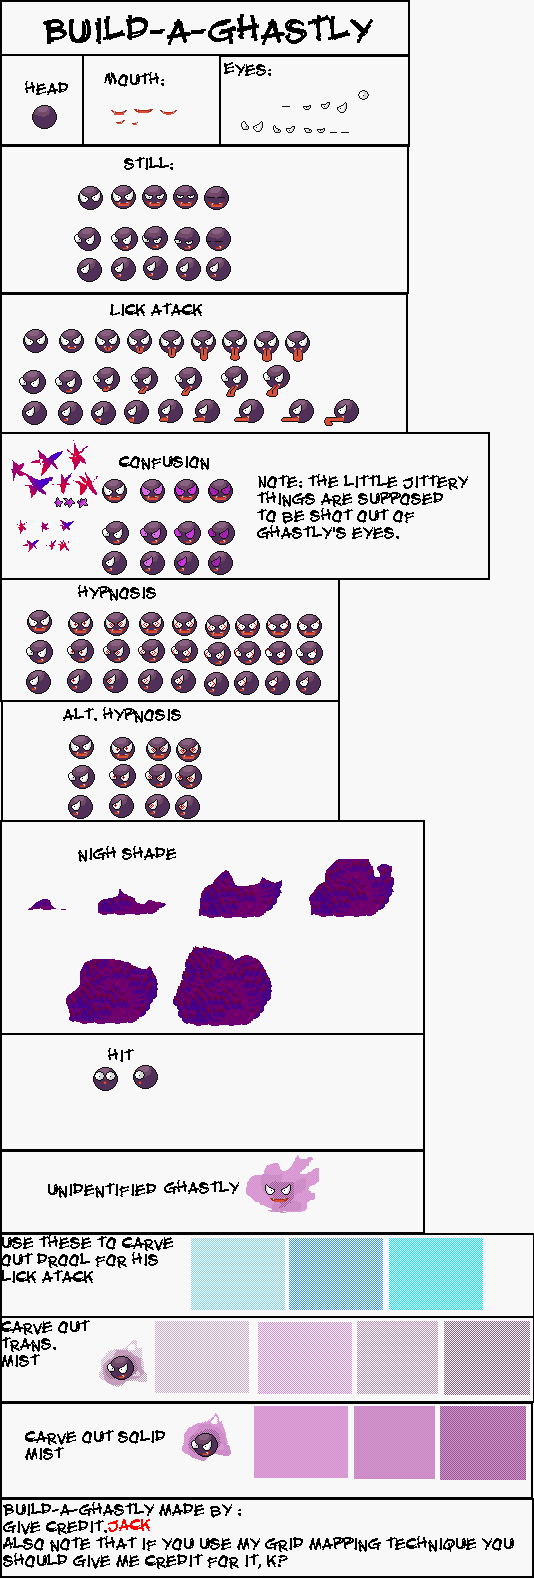 BUILD-A-GHASTLY
HEAD
MOUTH:
EYES:
STILL:
LICK ATACK
CONFUSION
NOTE: THE LITTLE JITTERY
THINGS ARE SUPPOSED
TO BE SHOT OUT OF
GHASTLY'S EYES.
HYPNOSIS
ALT. HYPNOSIS
NIGH SHADE
HIT
UNIDENTIFIED GHASTLY
USE THESE TO CARVE
OUT DROOL FOR HIS
LICK ATACK
CARVE OUT
TRANS.
MIST
CARVE OUT SOLID
MIST
BUILD-A-GHASTLY MADE BY :
GIVE CREDIT.JACK
ALSO NOTE THAT IF YOU USE MY GRID MAPPING TECHNIQUE YOU
SHOULD GIVE ME CREDIT FOR IT, K?